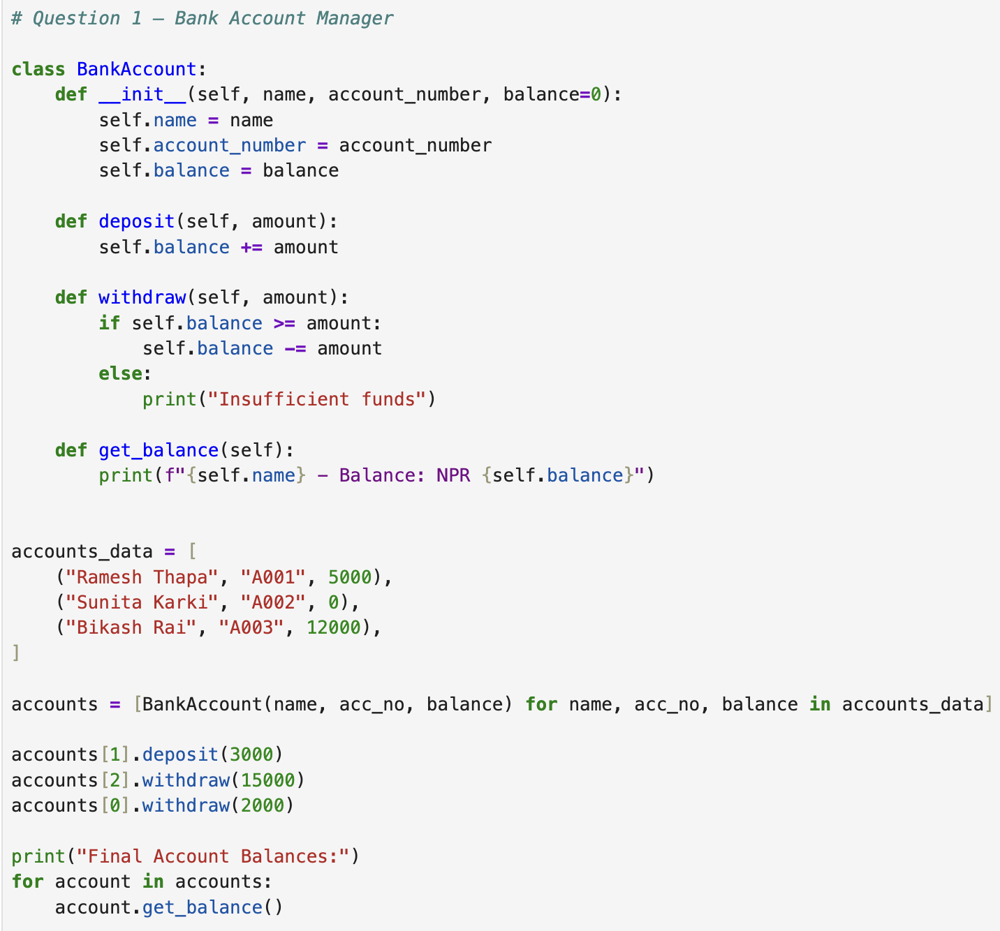 # Question 1 – Bank Account Manager

class BankAccount:
    def __init__(self, name, account_number, balance=0):
        self.name = name
        self.account_number = account_number
        self.balance = balance

    def deposit(self, amount):
        self.balance += amount

    def withdraw(self, amount):
        if self.balance >= amount:
            self.balance -= amount
        else:
            print("Insufficient funds")

    def get_balance(self):
        print(f"{self.name} – Balance: NPR {self.balance}")


accounts_data = [
    ("Ramesh Thapa", "A001", 5000),
    ("Sunita Karki", "A002", 0),
    ("Bikash Rai", "A003", 12000),
]

accounts = [BankAccount(name, acc_no, balance) for name, acc_no, balance in accounts_data]

accounts[1].deposit(3000)
accounts[2].withdraw(15000)
accounts[0].withdraw(2000)

print("Final Account Balances:")
for account in accounts:
    account.get_balance()